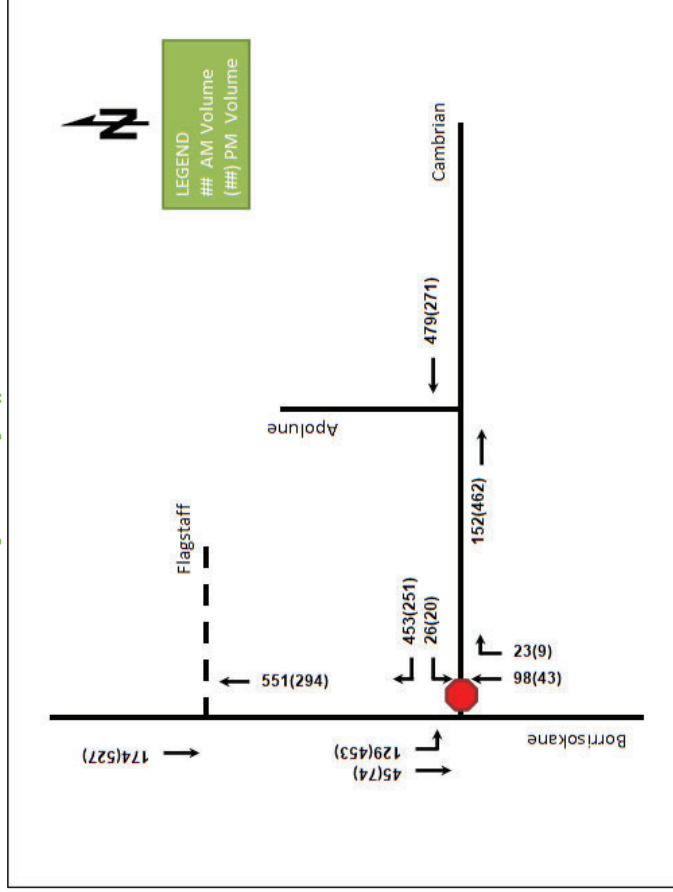 N
LEGEND
## AM Volume
(##) PM Volume
Cambrian
479(271)
Apolune
Flagstaff
152(462)
453(251)
26(20)
551(294)
23(9)
98(43)
174(527)
129(453)
45(74)
Borrisokane